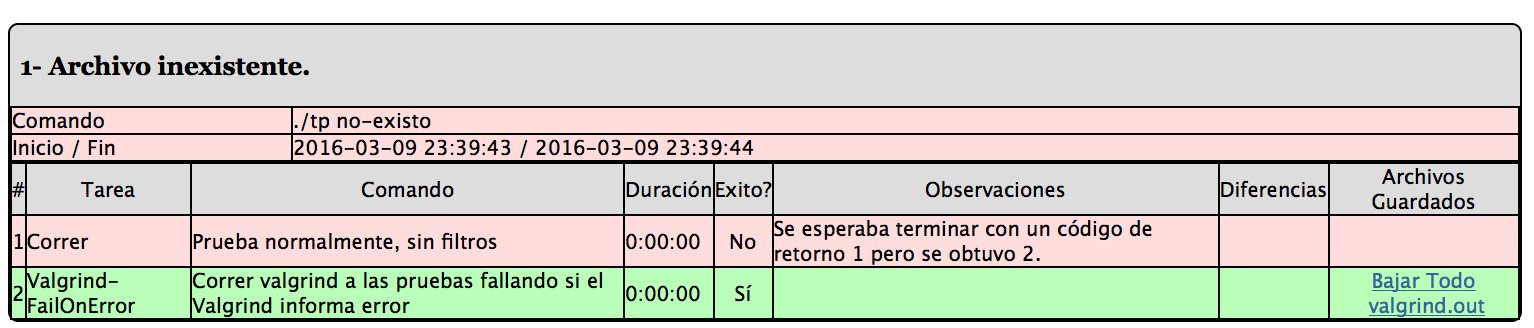 1- Archivo inexistente.
Comando ./tp no-existo
Inicio / Fin 2016-03-09 23:39:43 / 2016-03-09 23:39:44
# Tarea Comando Duración Exito? Observaciones Diferencias Archivos
Guardados
1 Correr Prueba normalmente, sin filtros 0:00:00 No Se esperaba terminar con un código de
retorno 1 pero se obtuvo 2.
2 Valgrind- Correr valgrind a las pruebas fallando si el 0:00:00 Sí Bajar Todo
FailOnError Valgrind informa error valgrind.out